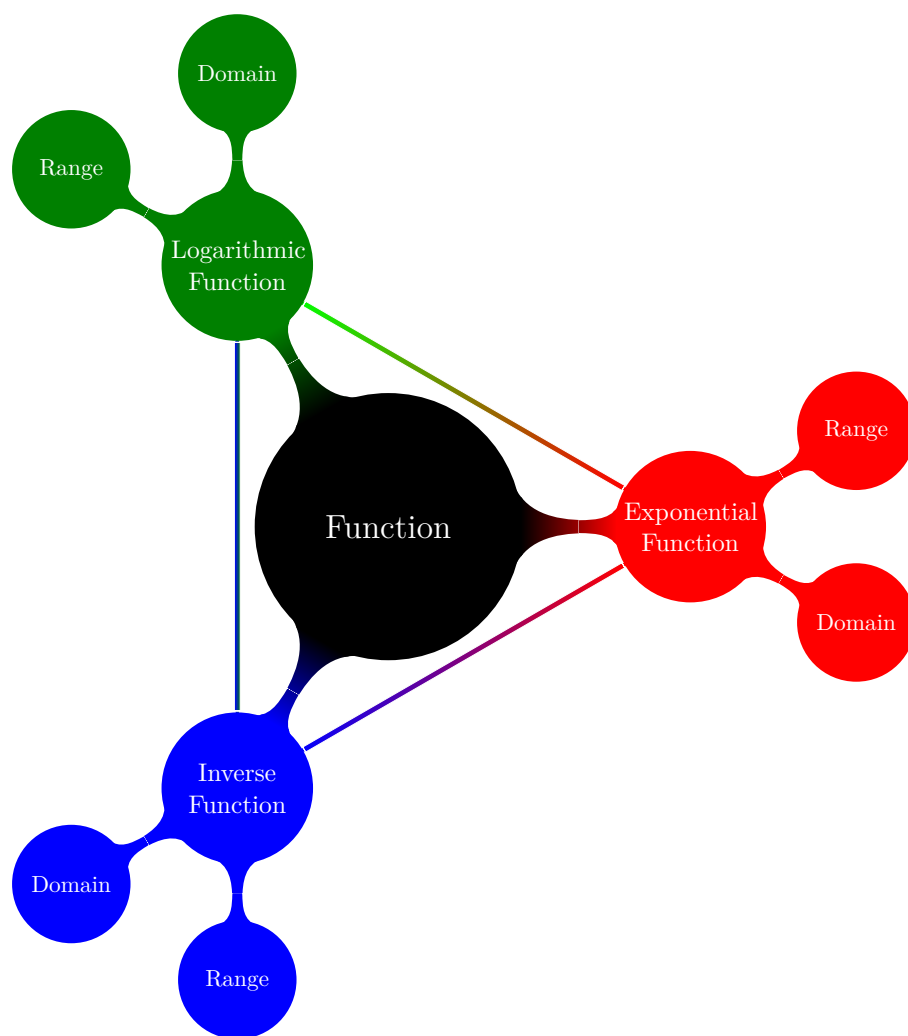 Domain
Range
Logarithmic
Function
Range
Exponential
Function
Function
Domain
Inverse
Function
Domain
Range